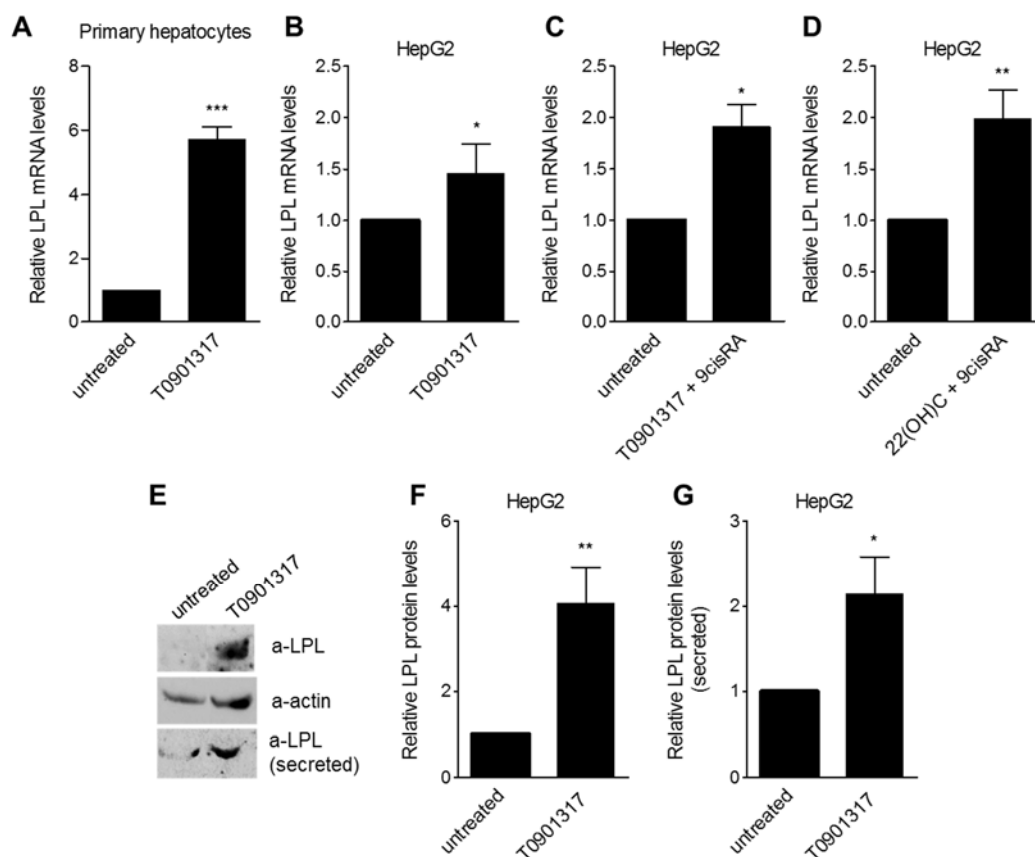 A
Primary hepatocytes
Relative LPL mRNA levels
8
6
4
2
0
***
untreated
T0901317
B
HepG2
Relative LPL mRNA levels
2.5
2.0
1.5
1.0
0.5
0.0
*
untreated
T0901317
C
HepG2
Relative LPL mRNA levels
2.5
2.0
1.5
1.0
0.5
0.0
*
untreated
T0901317 + 9cisRA
D
HepG2
Relative LPL mRNA levels
2.5
2.0
1.5
1.0
0.5
0.0
**
untreated
22(OH)C + 9cisRA
E
untreated
T0901317
a-LPL
a-actin
a-LPL
(secreted)
F
HepG2
Relative LPL protein levels
6
4
2
0
**
untreated
T0901317
G
HepG2
Relative LPL protein levels
(secreted)
3
2
1
0
*
untreated
T0901317